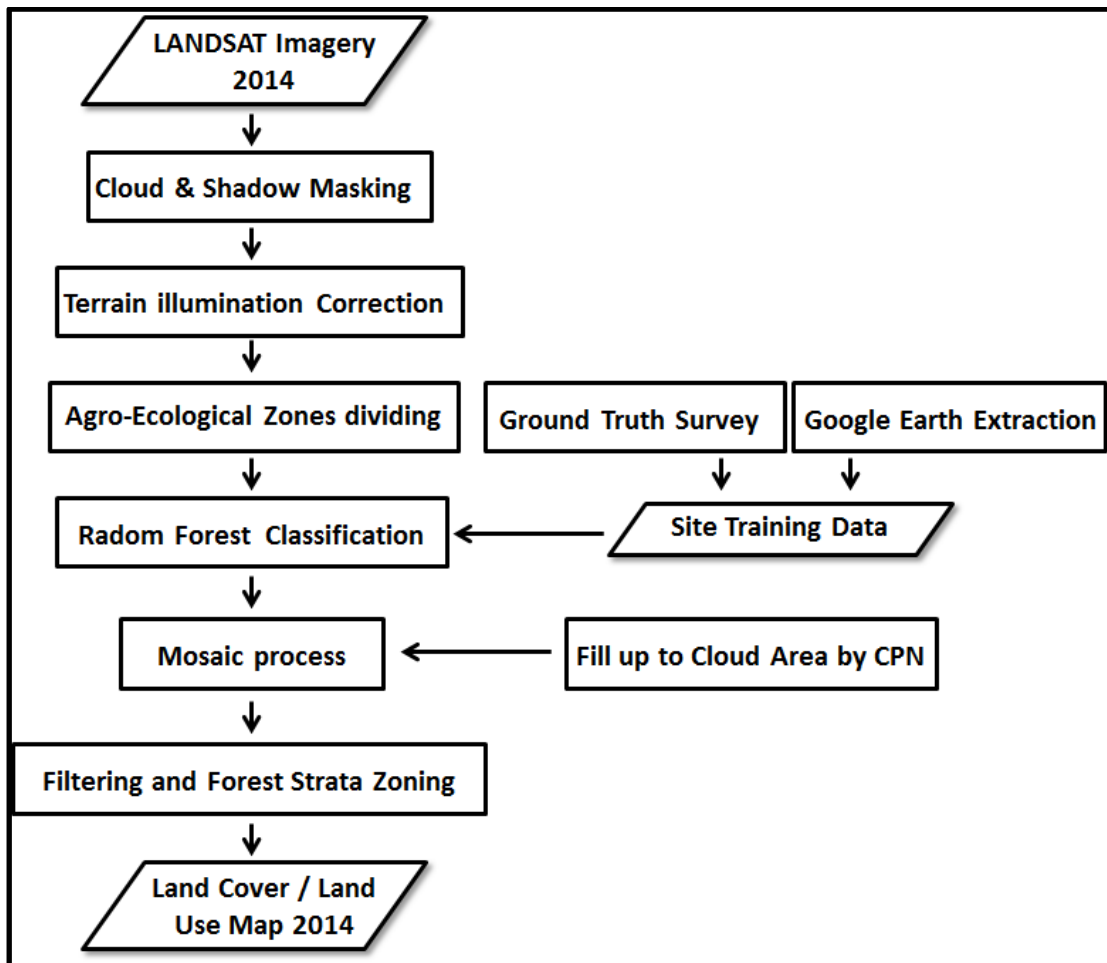 LANDSAT Imagery
2014
Cloud & Shadow Masking
Terrain illumination Correction
Agro-Ecological Zones dividing
Ground Truth Survey
Google Earth Extraction
Radom Forest Classification
Site Training Data
Mosaic process
Fill up to Cloud Area by CPN
Filtering and Forest Strata Zoning
Land Cover / Land
Use Map 2014